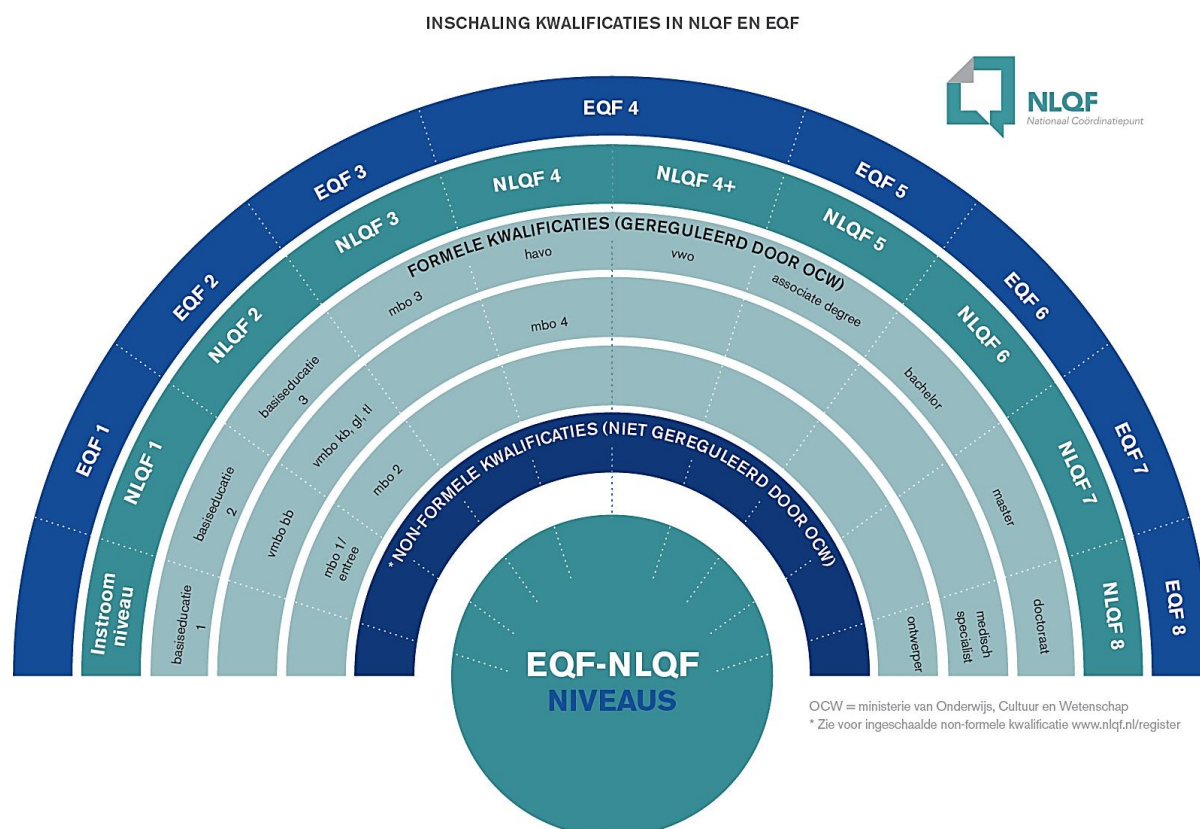 INSCHALING KWALIFICATIES IN NLQF EN EQF
NLQF
Nationaal Coördinatiepunt
EQF 1
EQF 2
EQF 3
EQF 4
EQF 5
EQF 6
EQF 7
EQF 8
Instroom
niveau
NLQF 1
NLQF 2
NLQF 3
NLQF 4
NLQF 4+
NLQF 5
NLQF 6
NLQF 7
NLQF 8
FORMELE KWALIFICATIES (GEREGULEERD DOOR OCW)
basiseducatie
1
basiseducatie
2
basiseducatie
3
mbo 3
havo
vwo
associate degree
bachelor
master
doctoraat
vmbo bb
vmbo kb, gl, tl
mbo 4
medisch
specialist
mbo 1/
entree
mbo 2
ontwerper
*NON-FORMELE KWALIFICATIES (NIET GEREGULEERD DOOR OCW)
EQF-NLQF
NIVEAUS
OCW = ministerie van Onderwijs, Cultuur en Wetenschap
* Zie voor ingeschaalde non-formele kwalificatie www.nlqf.nl/register